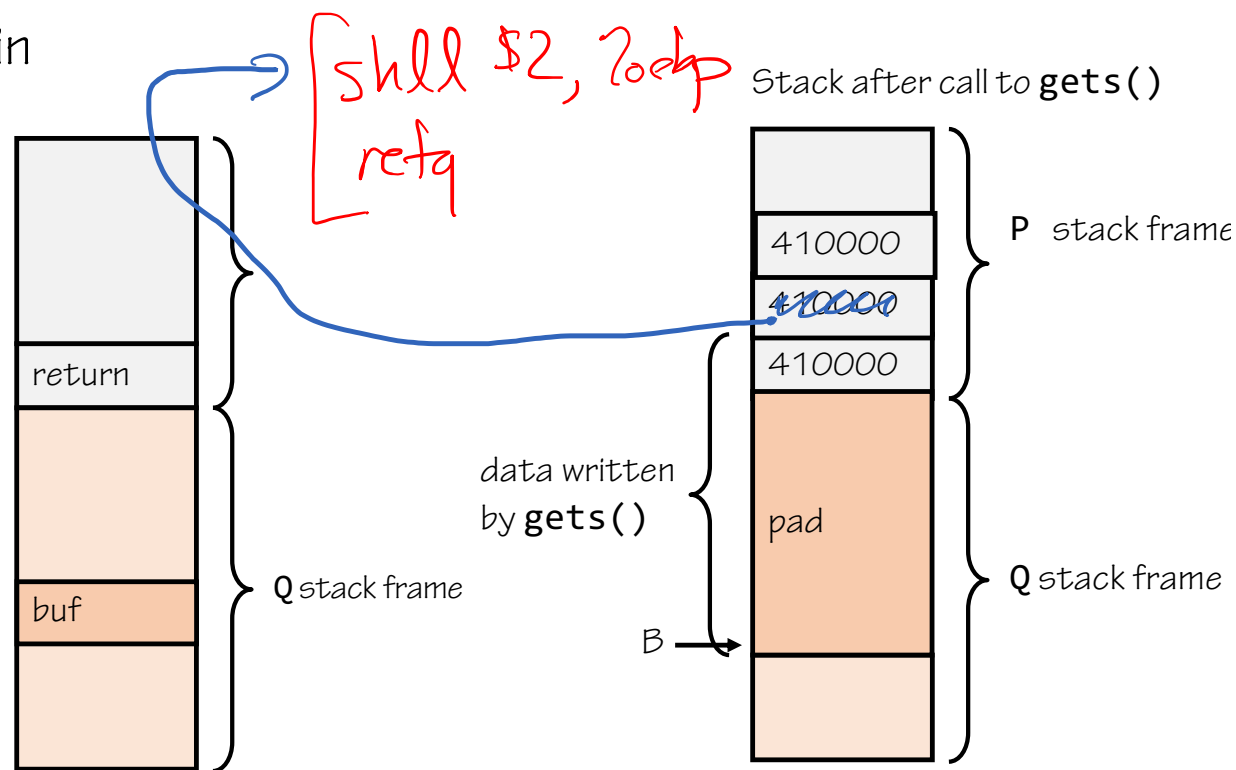 in
shll $2, %ebp
retq
Stack after call to gets()
return
buf
Q stack frame
data written
by gets()
B
410000
410000
410000
pad
P stack frame
Q stack frame